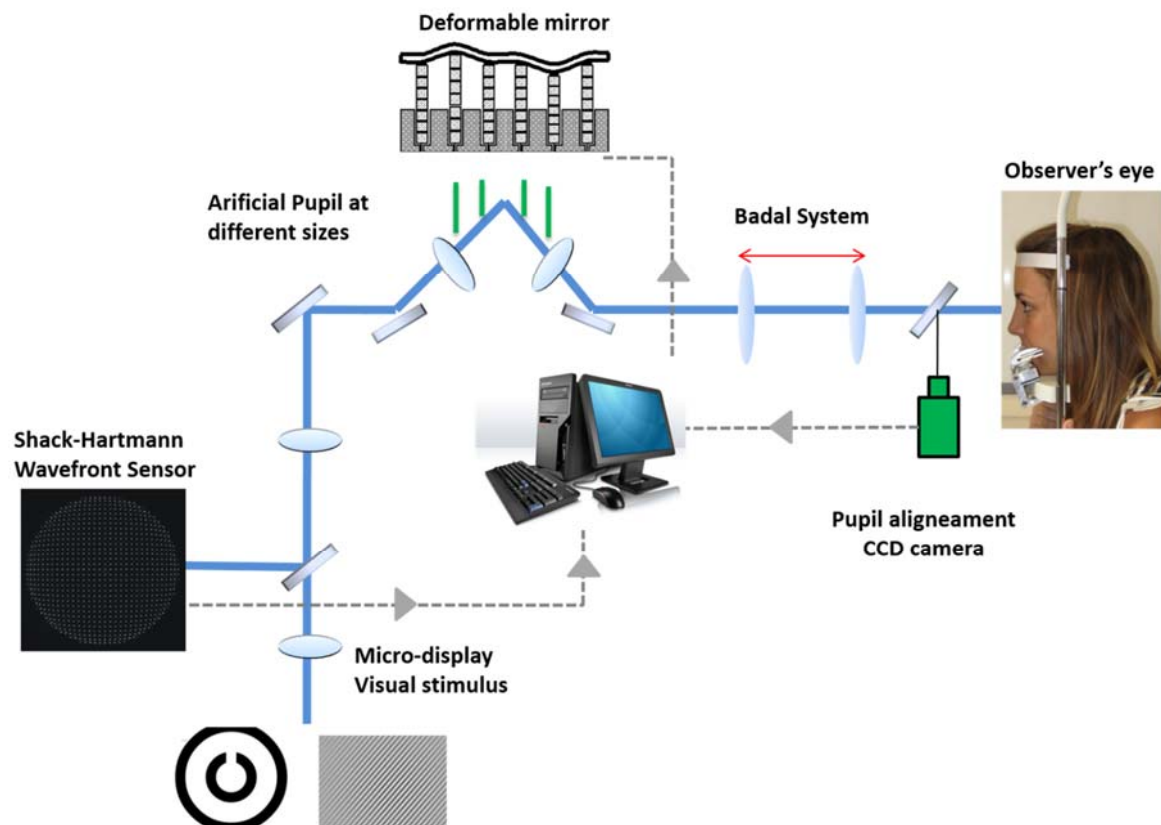 Deformable mirror
Observer's eye
Arificial Pupil at
different sizes
Badal System
Shack-Hartmann
Wavefront Sensor
Pupil aligneament
CCD camera
Micro-display
Visual stimulus